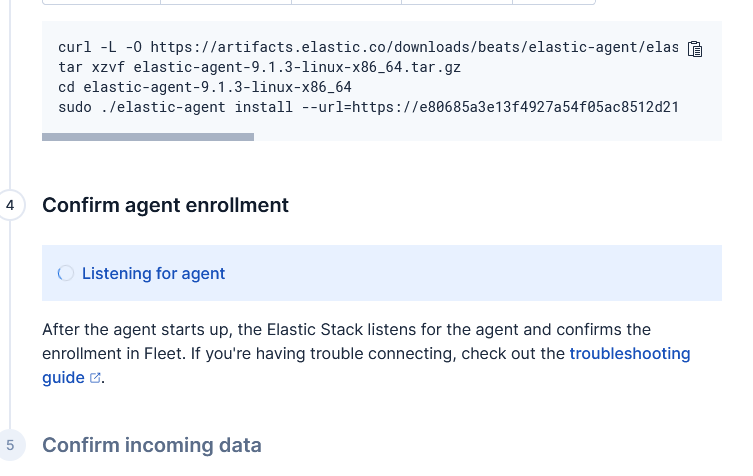 curl -L -O https://artifacts.elastic.co/downloads/beats/elastic-agent/elas
tar xzvf elastic-agent-9.1.3-linux-x86_64.tar.gz
cd elastic-agent-9.1.3-linux-x86_64
sudo ./elastic-agent install --url=https://e80685a3e13f4927a54f05ac8512d21
4
Confirm agent enrollment
Listening for agent
After the agent starts up, the Elastic Stack listens for the agent and confirms the
enrollment in Fleet. If you're having trouble connecting, check out the troubleshooting
guide.
5
Confirm incoming data